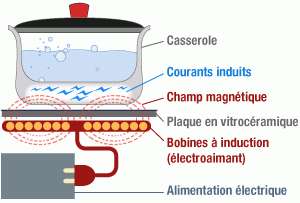 Casserole
Courants induits
Champ magnétique
Plaque en vitrocéramique
Bobines à induction
(électroaimant)
Alimentation électrique